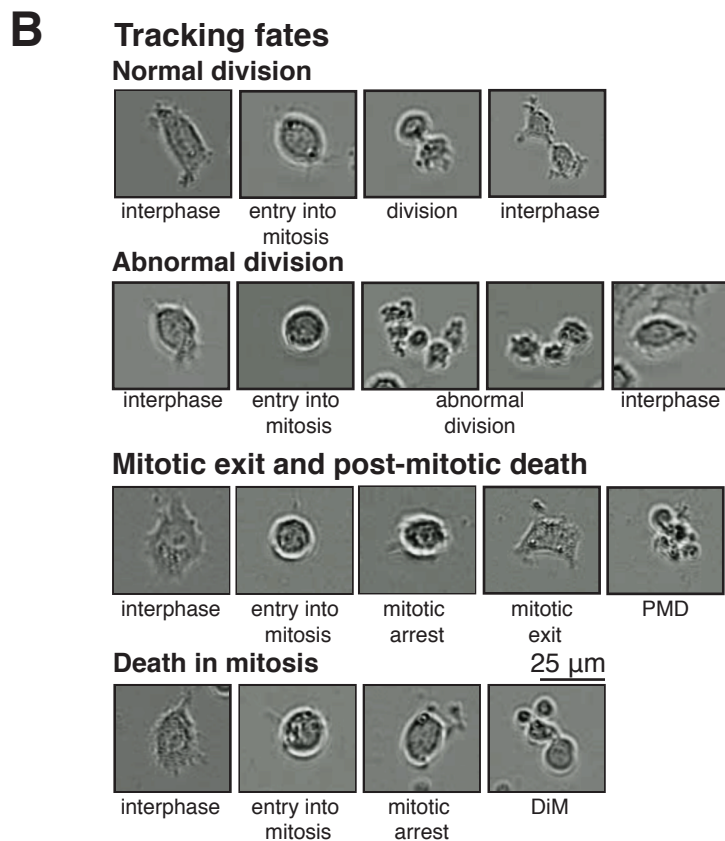 B
Tracking fates
Normal division
interphase
entry into
mitosis
division
interphase
Abnormal division
interphase
entry into
mitosis
abnormal
division
interphase
Mitotic exit and post-mitotic death
interphase
entry into
mitosis
mitotic
arrest
mitotic
exit
PMD
Death in mitosis
25 µm
interphase
entry into
mitosis
mitotic
arrest
DiM